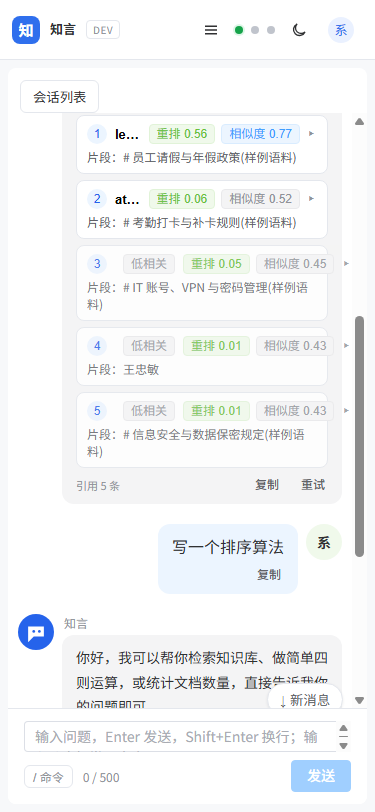 知 知言 DEV 系
会话列表
1 le... 重排 0.56 相似度 0.77
片段：# 员工请假与年假政策(样例语料)
2 at... 重排 0.06 相似度 0.52
片段：# 考勤打卡与补卡规则(样例语料)
3 低相关 重排 0.05 相似度 0.45
片段：# IT 账号、VPN 与密码管理(样例语
料)
4 低相关 重排 0.01 相似度 0.43
片段：王忠敏
5 低相关 重排 0.01 相似度 0.43
片段：# 信息安全与数据保密规定(样例语
料)
引用 5 条 复制 重试
写一个排序算法 系
复制
知言
你好，我可以帮你检索知识库、做简单四
则运算，或统计文档数量，直接告诉我你
的问题即可
↓ 新消息
输入问题，Enter 发送，Shift+Enter 换行；输
/ 命令 0 / 500 发送